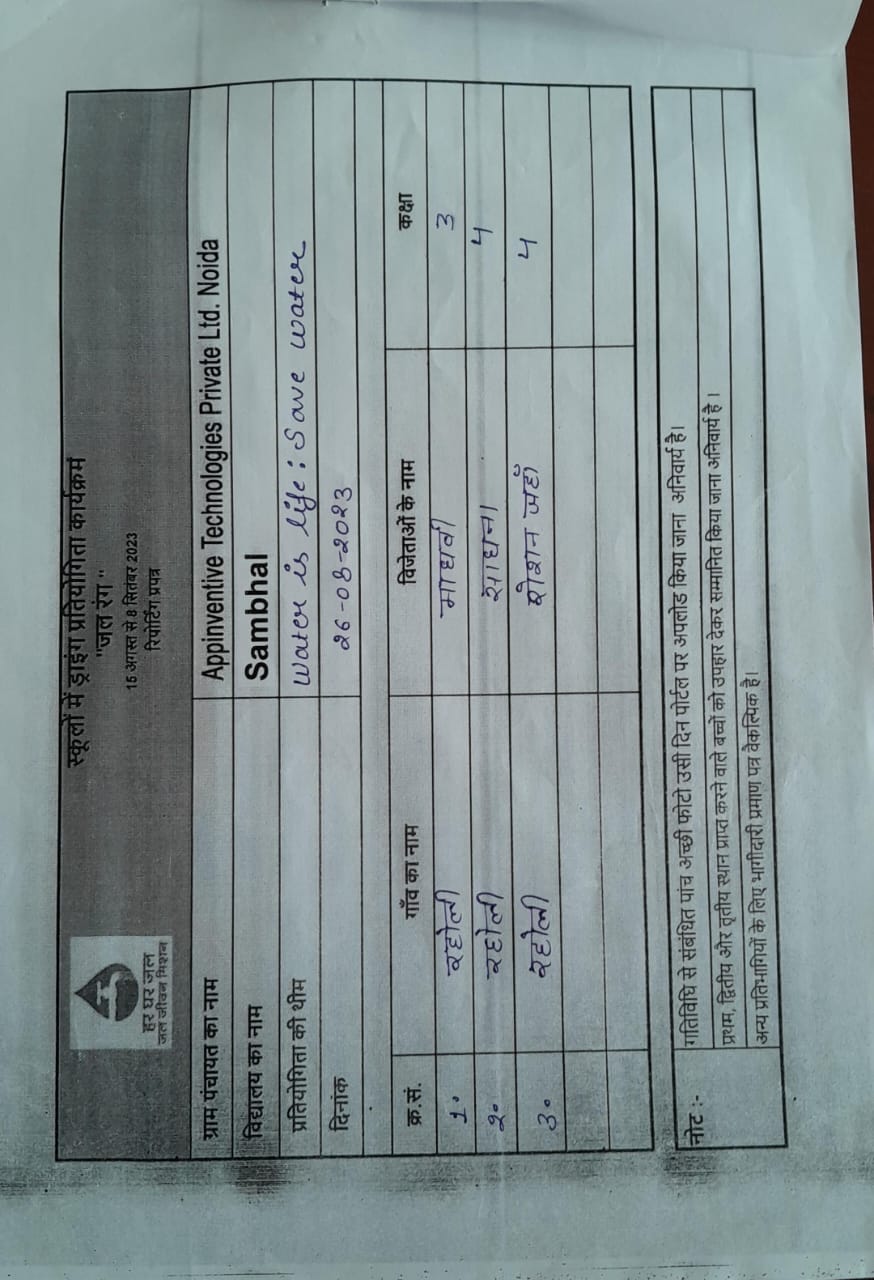 हर घर जल
जल जीवन मिशन
स्कूलों में ड्राइंग प्रतियोगिता कार्यक्रम
"जल रंग"
15 अगस्त से 8 सितंबर 2023
रिपोर्टिंग प्रपत्र
ग्राम पंचायत का नाम Appinventive Technologies Private Ltd. Noida
विद्यालय का नाम Sambhal
प्रतियोगिता की थीम Water is life : Save water
दिनांक 26-08-2023
क्र.सं. गाँव का नाम विजेताओं के नाम कक्षा
1. रहोली माधवी 3
2. रहोली साधना 4
3. रहोली रोशन जहाँ 4
नोट :- गतिविधि से संबंधित पांच अच्छी फोटो उसी दिन पोर्टल पर अपलोड किया जाना अनिवार्य है।
प्रथम, द्वितीय और तृतीय स्थान प्राप्त करने वाले बच्चों को उपहार देकर सम्मानित किया जाना अनिवार्य है।
अन्य प्रतिभागियों के लिए भागीदारी प्रमाण पत्र वैकल्पिक है।